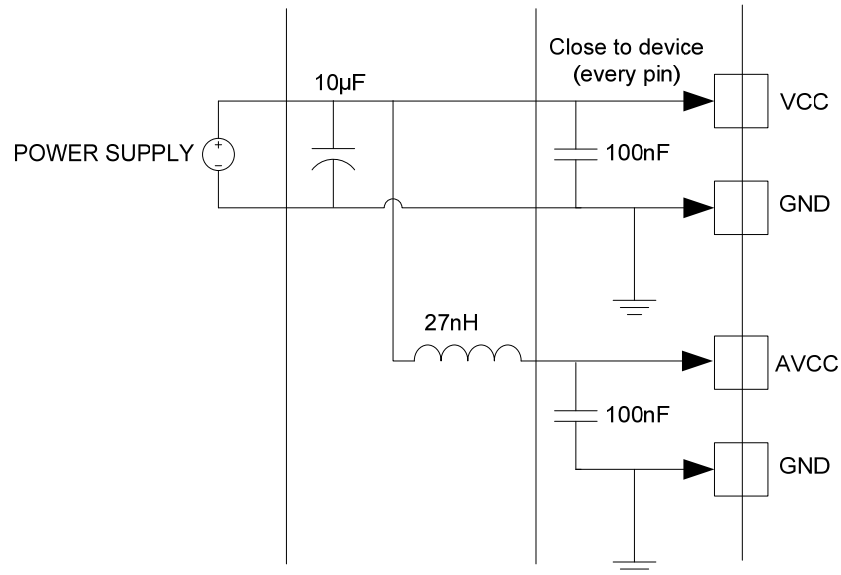 Close to device
(every pin)
10µF
VCC
POWER SUPPLY
+
−
100nF
GND
27nH
AVCC
100nF
GND